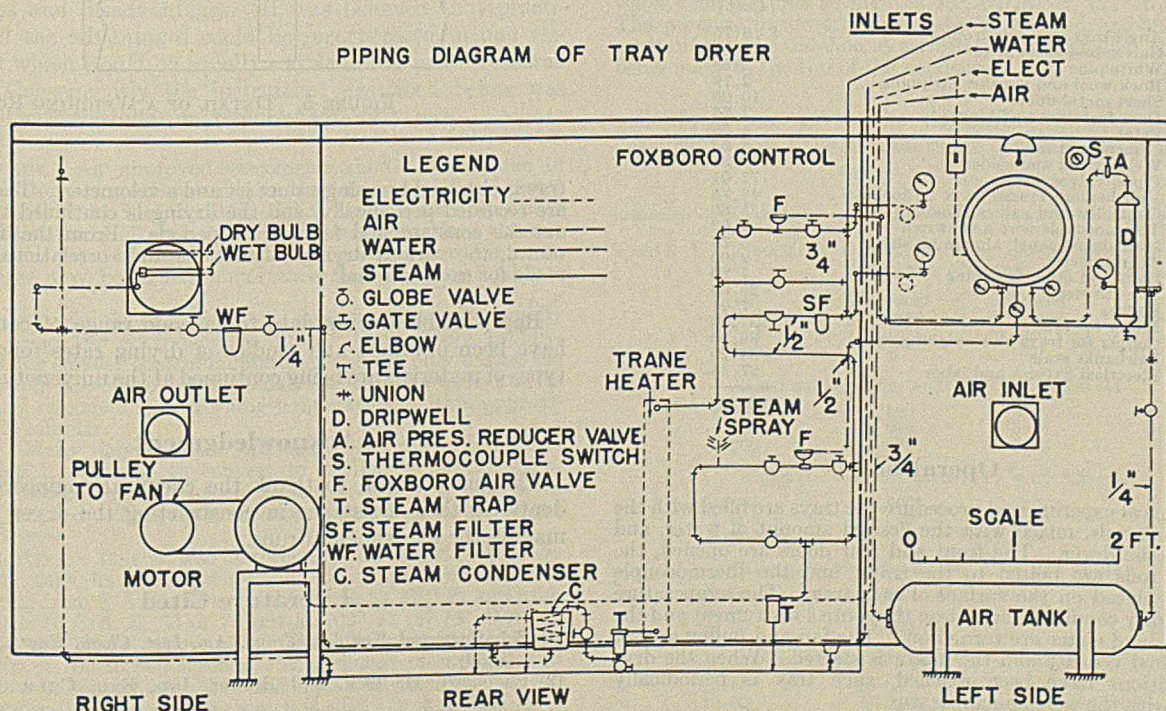 PIPING DIAGRAM OF TRAY DRYER
INLETS
STEAM
WATER
ELECT
AIR
LEGEND
ELECTRICITY
AIR
WATER
STEAM
GLOBE VALVE
GATE VALVE
ELBOW
TEE
UNION
D. DRIPWELL
A. AIR PRES. REDUCER VALVE
S. THERMOCOUPLE SWITCH
F. FOXBORO AIR VALVE
T. STEAM TRAP
SF. STEAM FILTER
WF. WATER FILTER
C. STEAM CONDENSER
DRY BULB
WET BULB
WF
1/4"
AIR OUTLET
PULLEY
TO FAN
MOTOR
RIGHT SIDE
C
T
REAR VIEW
FOXBORO CONTROL
F
3/4"
SF
1/2"
1/2"
TRANE
HEATER
STEAM
SPRAY
F
3/4"
T
S
A
D
AIR INLET
1/4"
SCALE
0 1 2 FT.
AIR TANK
LEFT SIDE